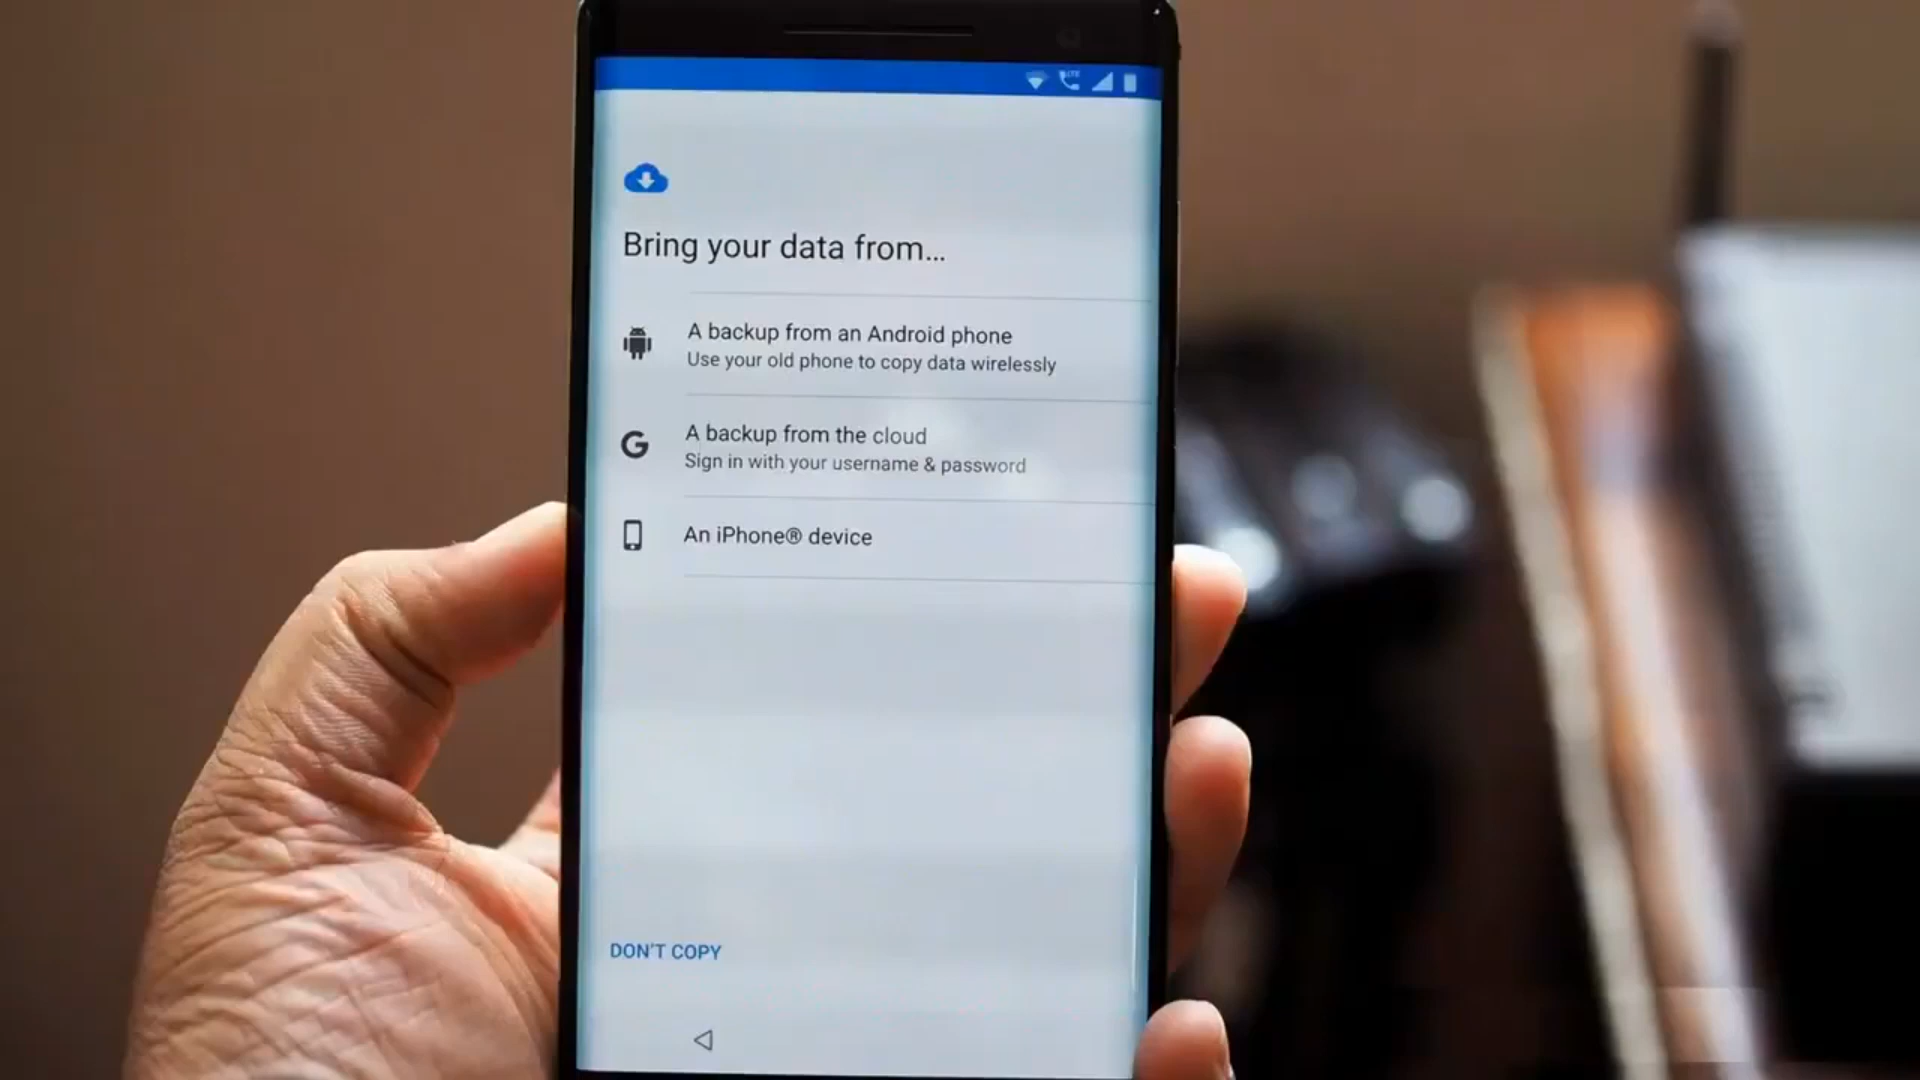 LTE
Bring your data from...
A backup from an Android phone
Use your old phone to copy data wirelessly
G
A backup from the cloud
Sign in with your username & password
An iPhone® device
DON'T COPY